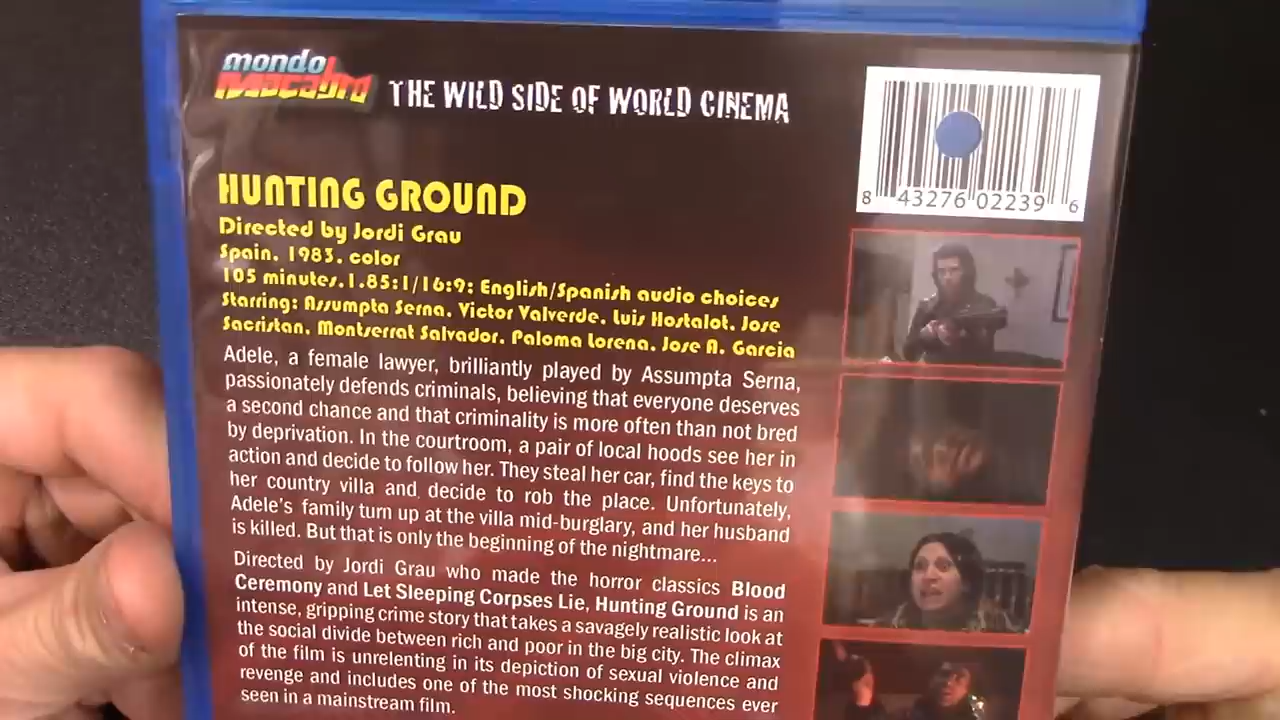 mondo
macabro
THE WILD SIDE OF WORLD CINEMA
8 43276 02239 6
HUNTING GROUND
Directed by Jordi Grau
Spain. 1983. color
105 minutes.1.85:1/16:9: English/Spanish audio choices
Starring: Assumpta Serna. Victor Valverde. Luis Hostalot. Jose
Sacristan. Montserrat Salvador. Paloma Lorena. Jose A. Garcia
Adele, a female lawyer, brilliantly played by Assumpta Serna,
passionately defends criminals, believing that everyone deserves
a second chance and that criminality is more often than not bred
by deprivation. In the courtroom, a pair of local hoods see her in
action and decide to follow her. They steal her car, find the keys to
her country villa and decide to rob the place. Unfortunately,
Adele's family turn up at the villa mid-burglary, and her husband
is killed. But that is only the beginning of the nightmare...
Directed by Jordi Grau who made the horror classics Blood
Ceremony and Let Sleeping Corpses Lie, Hunting Ground is an
intense, gripping crime story that takes a savagely realistic look at
the social divide between rich and poor in the big city. The climax
of the film is unrelenting in its depiction of sexual violence and
revenge and includes one of the most shocking sequences ever
seen in a mainstream film.